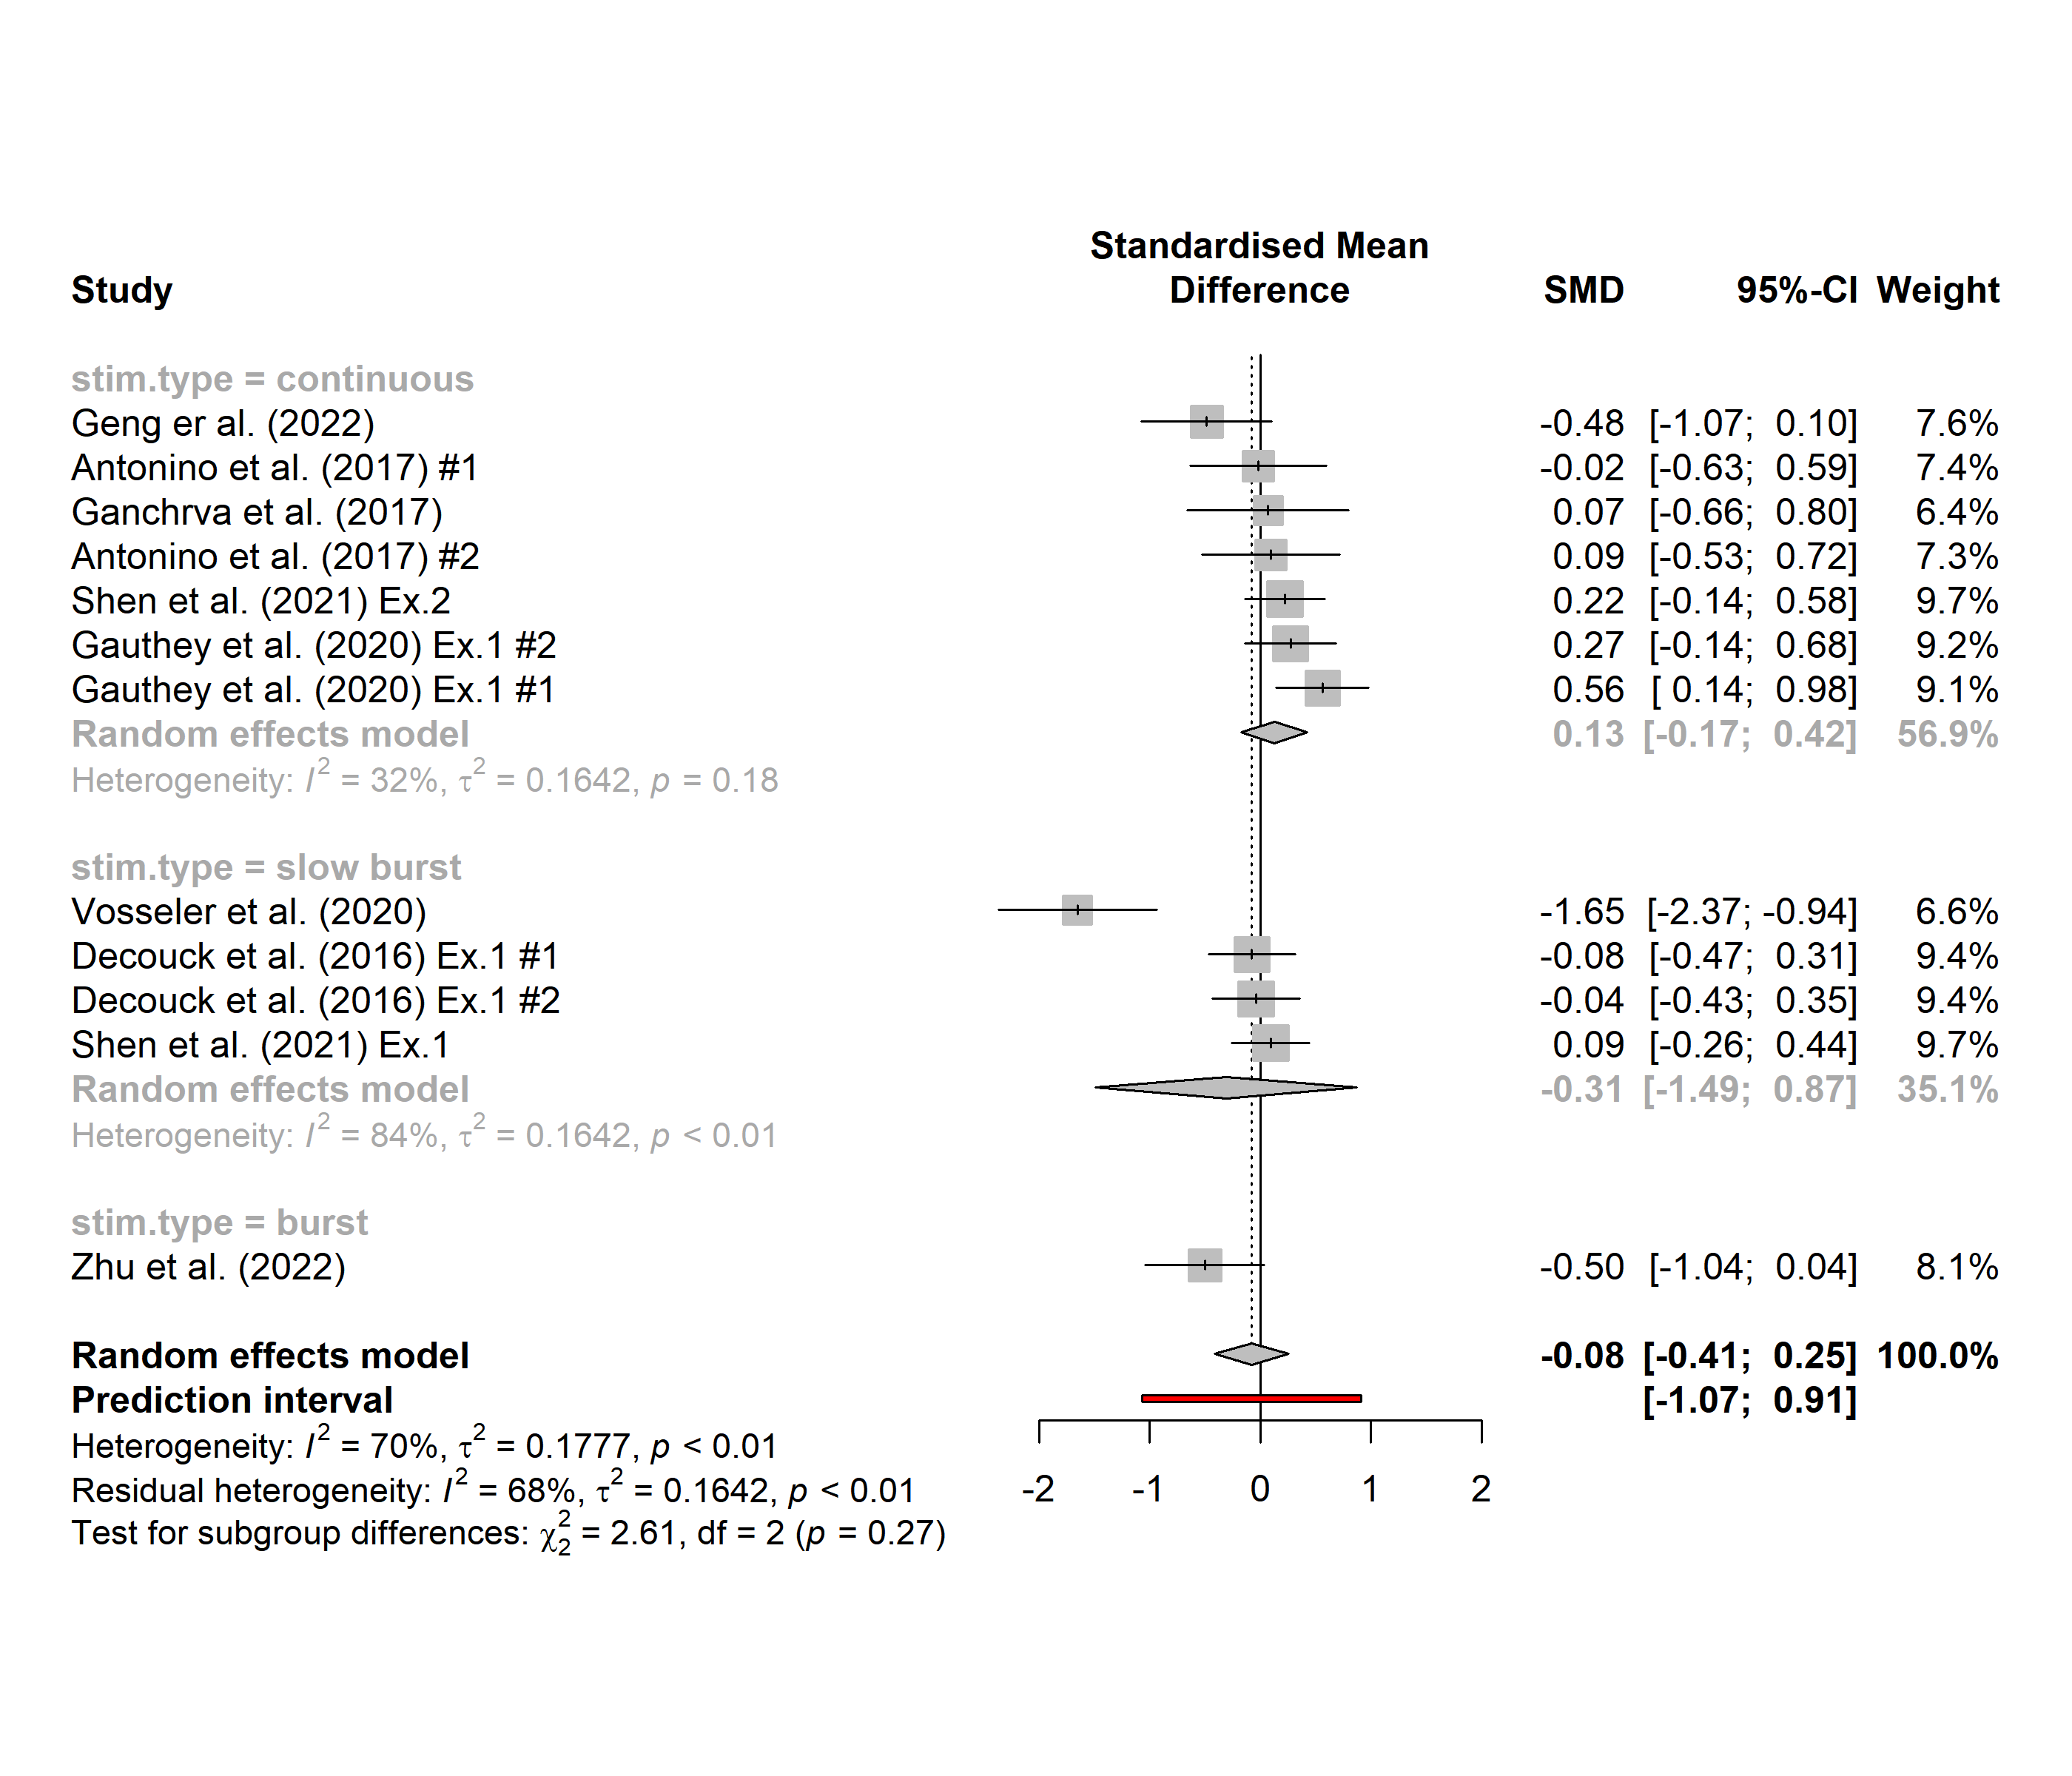 Standardised Mean
Study Difference SMD 95%-CI Weight
stim.type = continuous
Geng er al. (2022) -0.48 [-1.07; 0.10] 7.6%
Antonino et al. (2017) #1 -0.02 [-0.63; 0.59] 7.4%
Ganchrva et al. (2017) 0.07 [-0.66; 0.80] 6.4%
Antonino et al. (2017) #2 0.09 [-0.53; 0.72] 7.3%
Shen et al. (2021) Ex.2 0.22 [-0.14; 0.58] 9.7%
Gauthey et al. (2020) Ex.1 #2 0.27 [-0.14; 0.68] 9.2%
Gauthey et al. (2020) Ex.1 #1 0.56 [ 0.14; 0.98] 9.1%
Random effects model 0.13 [-0.17; 0.42] 56.9%
Heterogeneity: I² = 32%, τ² = 0.1642, p = 0.18
stim.type = slow burst
Vosseler et al. (2020) -1.65 [-2.37; -0.94] 6.6%
Decouck et al. (2016) Ex.1 #1 -0.08 [-0.47; 0.31] 9.4%
Decouck et al. (2016) Ex.1 #2 -0.04 [-0.43; 0.35] 9.4%
Shen et al. (2021) Ex.1 0.09 [-0.26; 0.44] 9.7%
Random effects model -0.31 [-1.49; 0.87] 35.1%
Heterogeneity: I² = 84%, τ² = 0.1642, p < 0.01
stim.type = burst
Zhu et al. (2022) -0.50 [-1.04; 0.04] 8.1%
Random effects model -0.08 [-0.41; 0.25] 100.0%
Prediction interval [-1.07; 0.91]
Heterogeneity: I² = 70%, τ² = 0.1777, p < 0.01
Residual heterogeneity: I² = 68%, τ² = 0.1642, p < 0.01
-2 -1 0 1 2
Test for subgroup differences: χ²₂ = 2.61, df = 2 (p = 0.27)